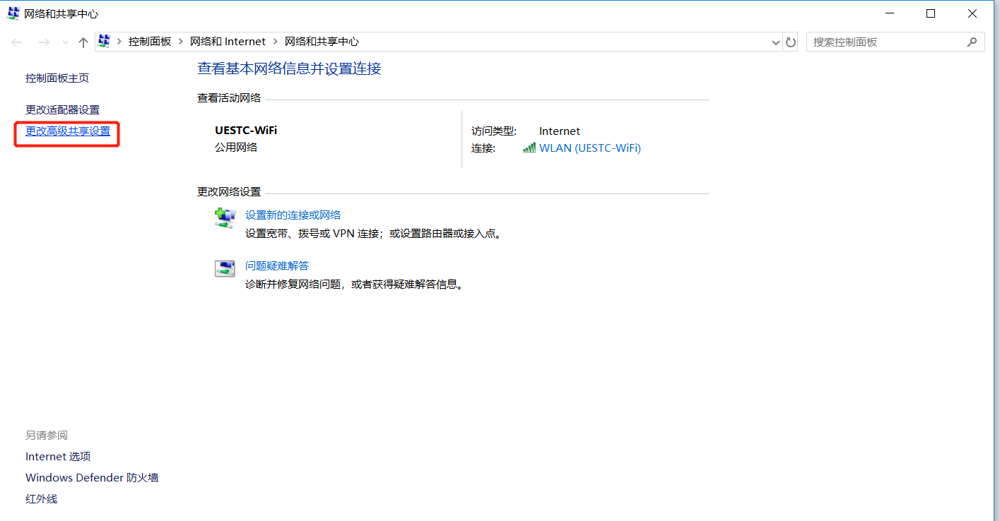 网络和共享中心
控制面板 > 网络和 Internet > 网络和共享中心
搜索控制面板
控制面板主页
更改适配器设置
更改高级共享设置
查看基本网络信息并设置连接
查看活动网络
UESTC-WiFi
公用网络
访问类型: Internet
连接: WLAN (UESTC-WiFi)
更改网络设置
设置新的连接或网络
设置宽带、拨号或 VPN 连接；或设置路由器或接入点。
问题疑难解答
诊断并修复网络问题，或者获得疑难解答信息。
另请参阅
Internet 选项
Windows Defender 防火墙
红外线